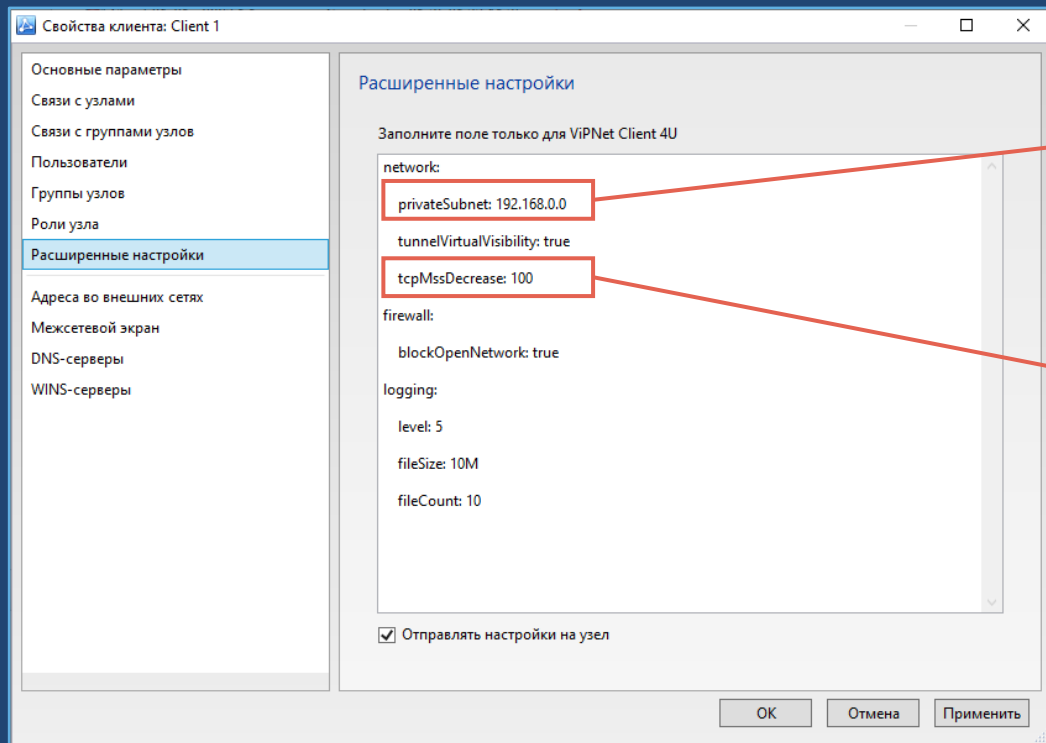 Свойства клиента: Client 1
Основные параметры
Связи с узлами
Связи с группами узлов
Пользователи
Группы узлов
Роли узла
Расширенные настройки
Адреса во внешних сетях
Межсетевой экран
DNS-серверы
WINS-серверы
Расширенные настройки
Заполните поле только для ViPNet Client 4U
network:
privateSubnet: 192.168.0.0
tunnelVirtualVisibility: true
tcpMssDecrease: 100
firewall:
blockOpenNetwork: true
logging:
level: 5
fileSize: 10M
fileCount: 10
Отправлять настройки на узел
ОК Отмена Применить